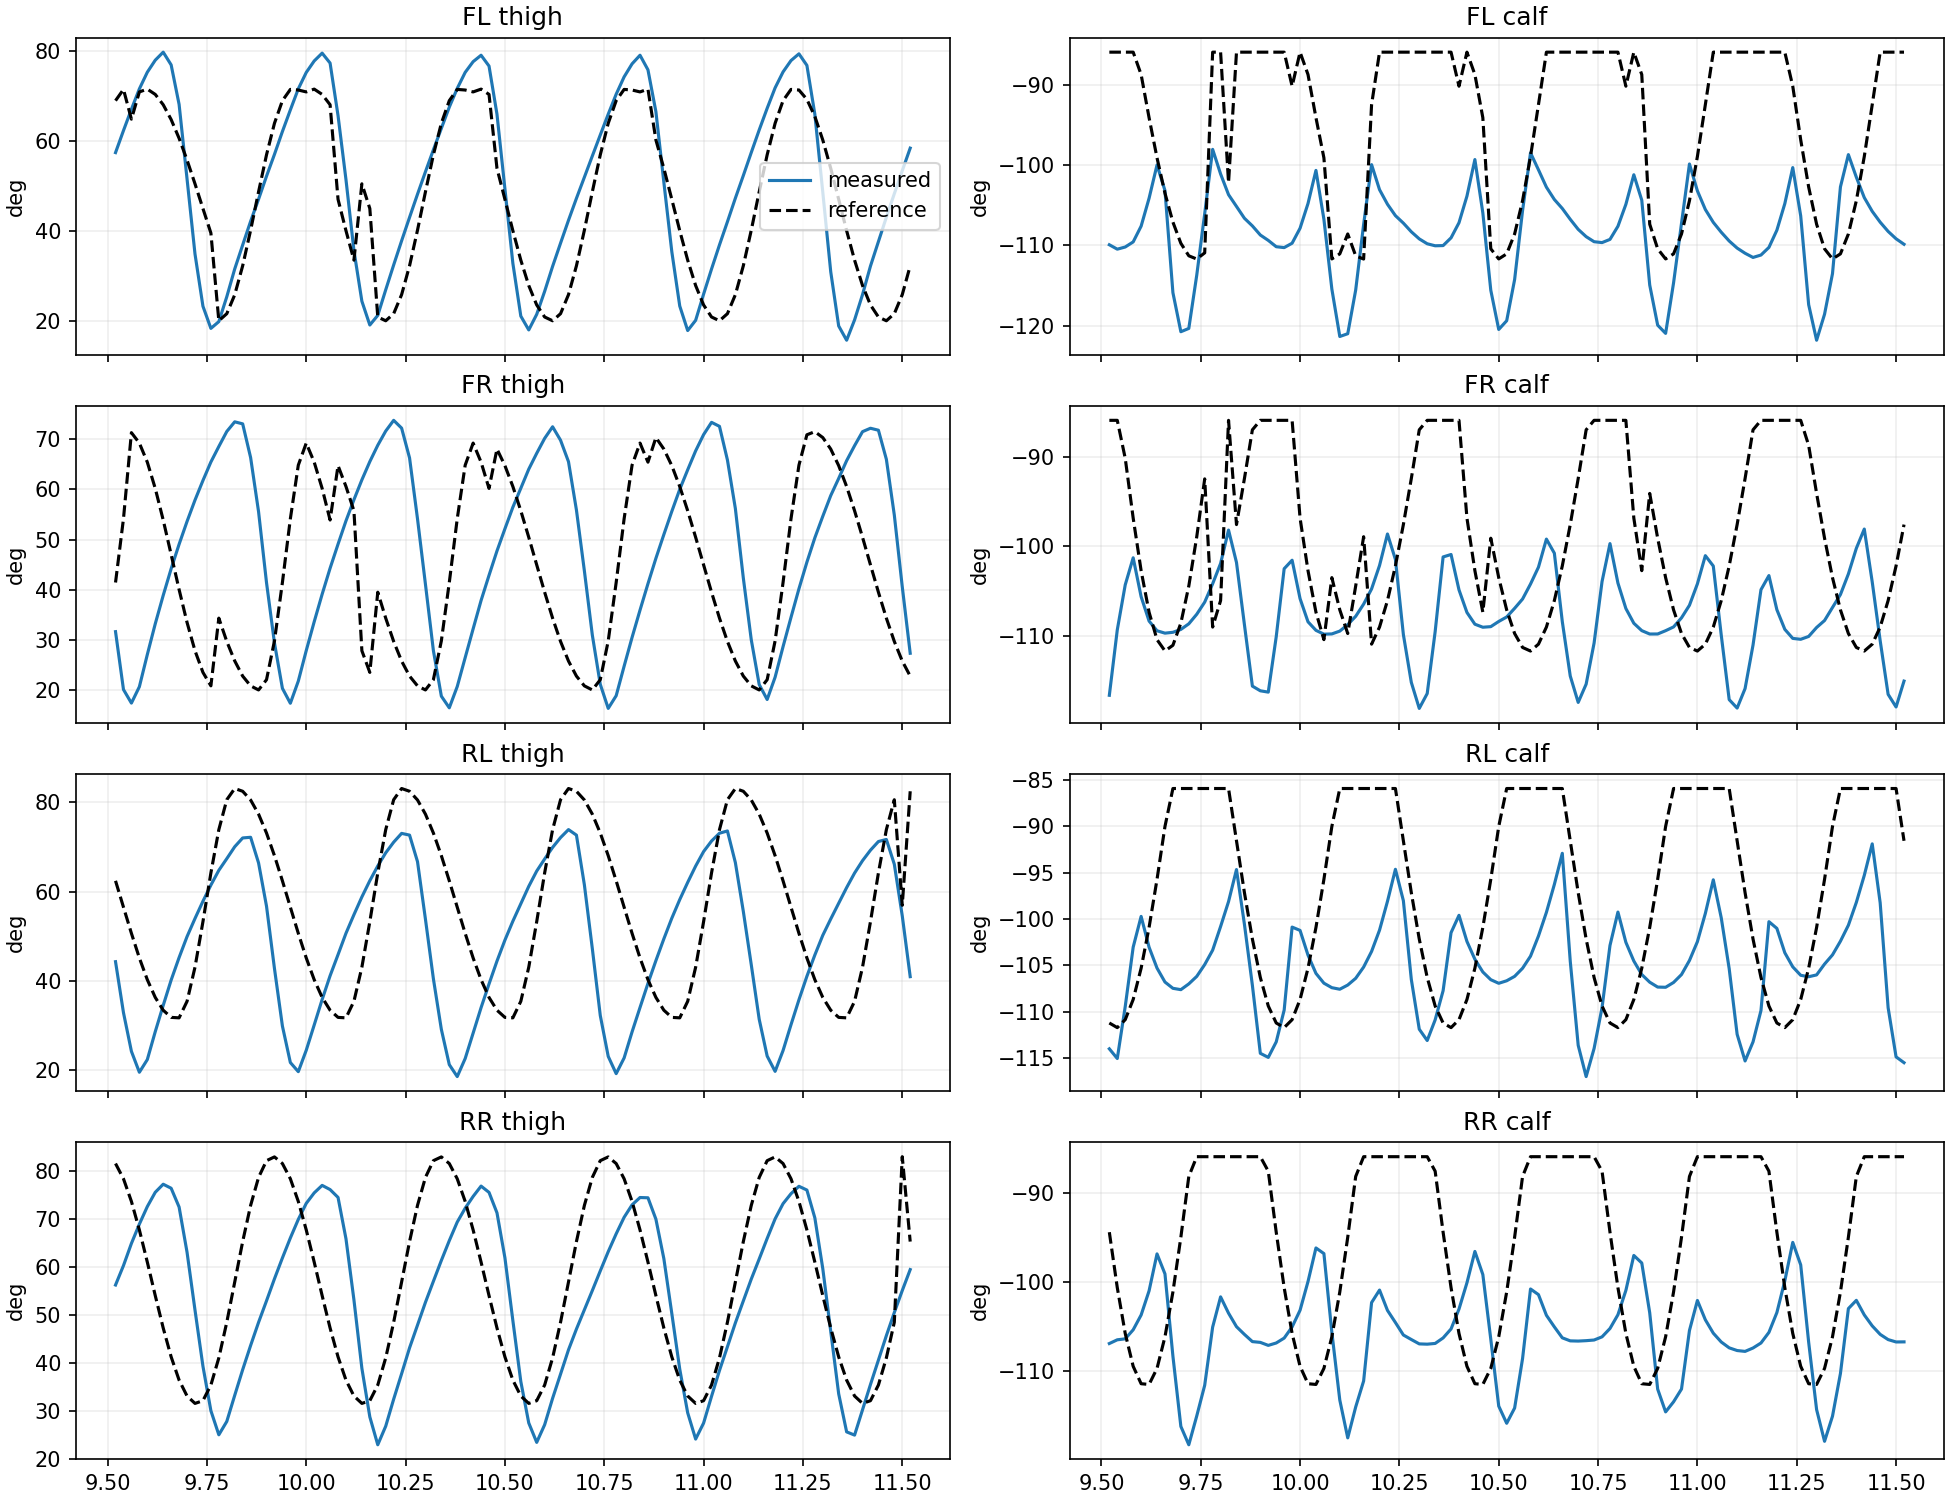 FL thigh
80
60
40
20
deg
measured
reference
FL calf
−90
−100
−110
−120
deg
FR thigh
70
60
50
40
30
20
deg
FR calf
−90
−100
−110
deg
RL thigh
80
60
40
20
deg
RL calf
−85
−90
−95
−100
−105
−110
−115
deg
RR thigh
80
70
60
50
40
30
20
deg
9.50 9.75 10.00 10.25 10.50 10.75 11.00 11.25 11.50
RR calf
−90
−100
−110
deg
9.50 9.75 10.00 10.25 10.50 10.75 11.00 11.25 11.50